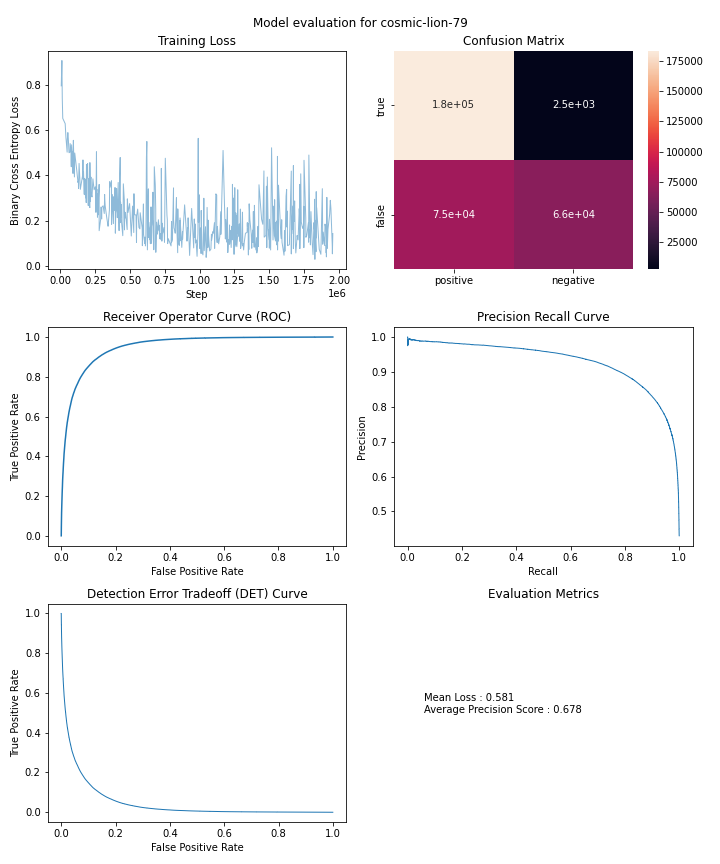 Model evaluation for cosmic-lion-79
Training Loss
Binary Cross Entropy Loss
0.8
0.6
0.4
0.2
0.0
0.00 0.25 0.50 0.75 1.00 1.25 1.50 1.75 2.00
1e6
Step
Confusion Matrix
true
false
1.8e+05 2.5e+03
7.5e+04 6.6e+04
positive negative
175000
150000
125000
100000
75000
50000
25000
Receiver Operator Curve (ROC)
True Positive Rate
1.0
0.8
0.6
0.4
0.2
0.0
0.0 0.2 0.4 0.6 0.8 1.0
False Positive Rate
Precision Recall Curve
Precision
1.0
0.9
0.8
0.7
0.6
0.5
0.0 0.2 0.4 0.6 0.8 1.0
Recall
Detection Error Tradeoff (DET) Curve
True Positive Rate
1.0
0.8
0.6
0.4
0.2
0.0
0.0 0.2 0.4 0.6 0.8 1.0
False Positive Rate
Evaluation Metrics
Mean Loss : 0.581
Average Precision Score : 0.678